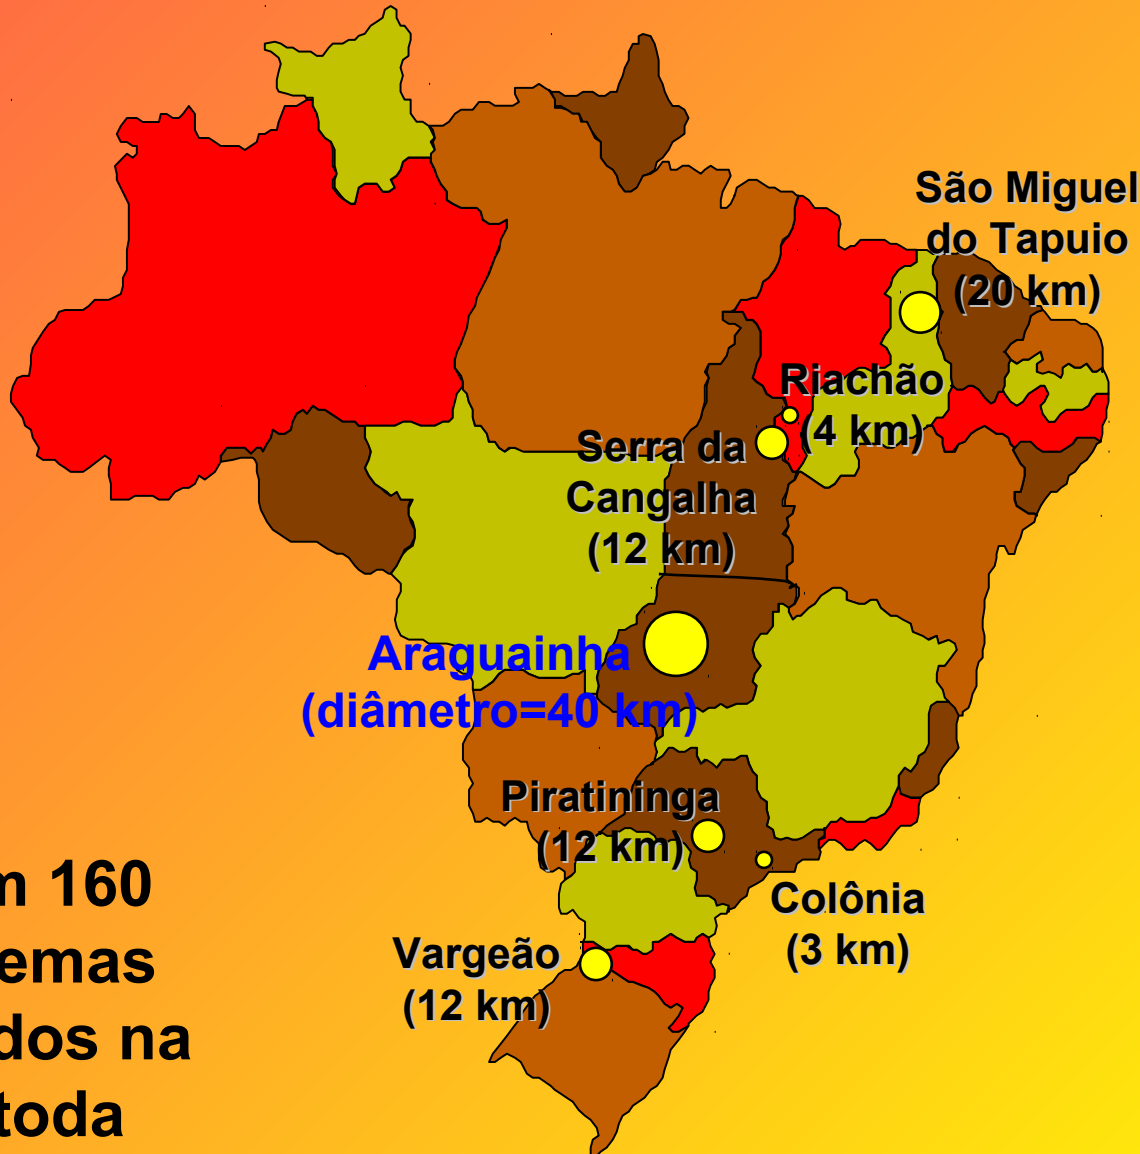 São Miguel
do Tapuio
(20 km)
Riachão
(4 km)
Serra da
Cangalha
(12 km)
Araguainha
(diâmetro=40 km)
Piratininga
(12 km)
Colônia
(3 km)
Vargeão
(12 km)
m 160
emas
dos na
toda